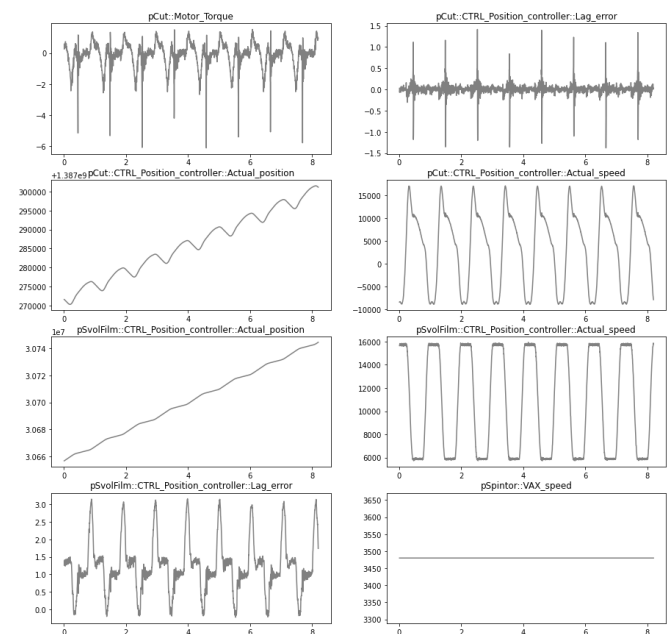 pCut::Motor_Torque
0
−2
−4
−6
0 2 4 6 8
pCut::CTRL_Position_controller::Lag_error
1.5
1.0
0.5
0.0
−0.5
−1.0
−1.5
0 2 4 6 8
+1.387e9
pCut::CTRL_Position_controller::Actual_position
300000
295000
290000
285000
280000
275000
270000
0 2 4 6 8
pCut::CTRL_Position_controller::Actual_speed
15000
10000
5000
0
−5000
−10000
0 2 4 6 8
1e7
pSvolFilm::CTRL_Position_controller::Actual_position
3.074
3.072
3.070
3.068
3.066
0 2 4 6 8
pSvolFilm::CTRL_Position_controller::Actual_speed
16000
14000
12000
10000
8000
6000
0 2 4 6 8
pSvolFilm::CTRL_Position_controller::Lag_error
3.0
2.5
2.0
1.5
1.0
0.5
0.0
0 2 4 6 8
pSpintor::VAX_speed
3650
3600
3550
3500
3450
3400
3350
3300
0 2 4 6 8